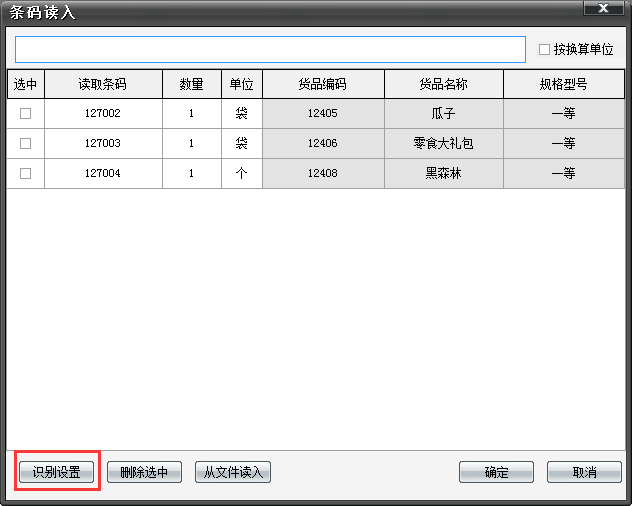 条码读入
按换算单位
选中 读取条码 数量 单位 货品编码 货品名称 规格型号
127002 1 袋 12405 瓜子 一等
127003 1 袋 12406 零食大礼包 一等
127004 1 个 12408 黑森林 一等
识别设置 删除选中 从文件读入 确定 取消